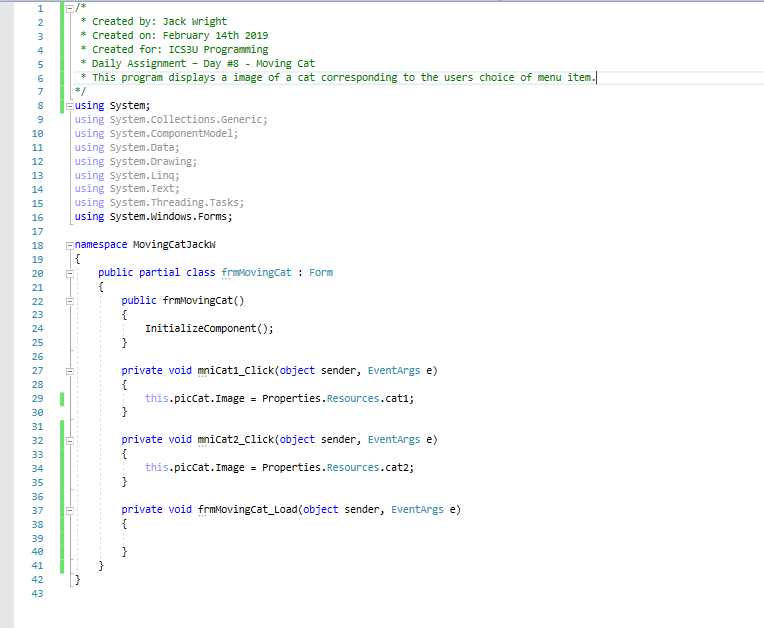 1 /*
2  * Created by: Jack Wright
3  * Created on: February 14th 2019
4  * Created for: ICS3U Programming
5  * Daily Assignment – Day #8 - Moving Cat
6  * This program displays a image of a cat corresponding to the users choice of menu item.
7 */
8 using System;
9 using System.Collections.Generic;
10 using System.ComponentModel;
11 using System.Data;
12 using System.Drawing;
13 using System.Linq;
14 using System.Text;
15 using System.Threading.Tasks;
16 using System.Windows.Forms;
17
18 namespace MovingCatJackW
19 {
20     public partial class frmMovingCat : Form
21     {
22         public frmMovingCat()
23         {
24             InitializeComponent();
25         }
26
27         private void mniCat1_Click(object sender, EventArgs e)
28         {
29             this.picCat.Image = Properties.Resources.cat1;
30         }
31
32         private void mniCat2_Click(object sender, EventArgs e)
33         {
34             this.picCat.Image = Properties.Resources.cat2;
35         }
36
37         private void frmMovingCat_Load(object sender, EventArgs e)
38         {
39
40         }
41     }
42 }
43